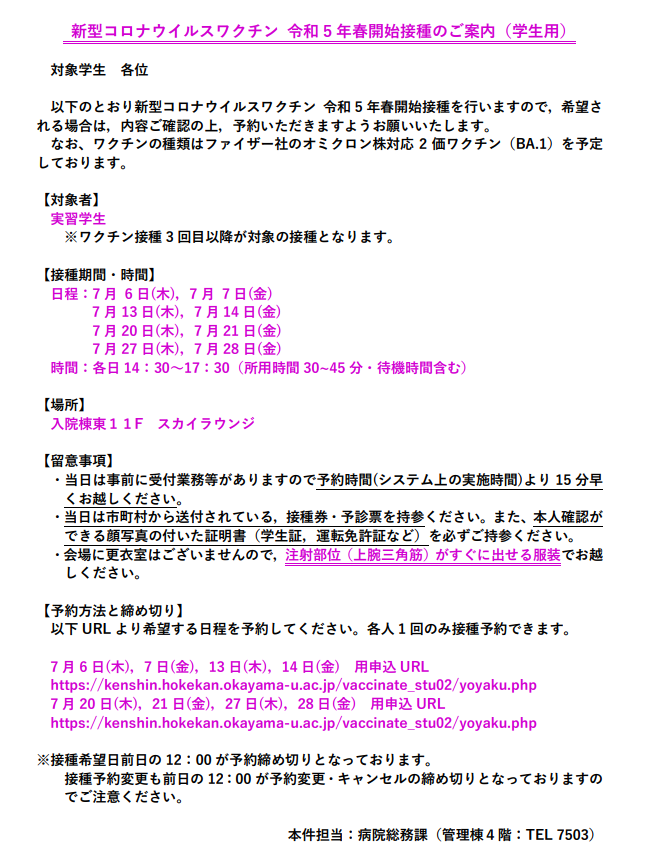 新型コロナウイルスワクチン 令和５年春開始接種のご案内（学生用）
対象学生　各位
以下のとおり新型コロナウイルスワクチン 令和５年春開始接種を行いますので，希望さ
れる場合は，内容ご確認の上，予約いただきますようお願いいたします。
なお、ワクチンの種類はファイザー社のオミクロン株対応２価ワクチン（BA.1）を予定
しております。
【対象者】
実習学生
※ワクチン接種３回目以降が対象の接種となります。
【接種期間・時間】
日程：7 月 6 日(木)，7 月 7 日(金)
7 月 13 日(木)，7 月 14 日(金)
7 月 20 日(木)，7 月 21 日(金)
7 月 27 日(木)，7 月 28 日(金)
時間：各日 14：30～17：30（所用時間 30~45 分・待機時間含む）
【場所】
入院棟東１１F　スカイラウンジ
【留意事項】
・当日は事前に受付業務等がありますので予約時間(システム上の実施時間)より 15 分早
くお越しください。
・当日は市町村から送付されている，接種券・予診票を持参ください。また、本人確認が
できる顔写真の付いた証明書（学生証，運転免許証など）を必ずご持参ください。
・会場に更衣室はございませんので，注射部位（上腕三角筋）がすぐに出せる服装でお越
しください。
【予約方法と締め切り】
以下 URL より希望する日程を予約してください。各人１回のみ接種予約できます。
7 月 6 日(木)，7 日(金)，13 日(木)，14 日(金)　用申込 URL
https://kenshin.hokekan.okayama-u.ac.jp/vaccinate_stu02/yoyaku.php
7 月 20 日(木)，21 日(金)，27 日(木)，28 日(金)　用申込 URL
https://kenshin.hokekan.okayama-u.ac.jp/vaccinate_stu02/yoyaku.php
※接種希望日前日の 12：00 が予約締め切りとなっております。
接種予約変更も前日の 12：00 が予約変更・キャンセルの締め切りとなっておりますの
でご注意ください。
本件担当：病院総務課（管理棟４階：TEL 7503）